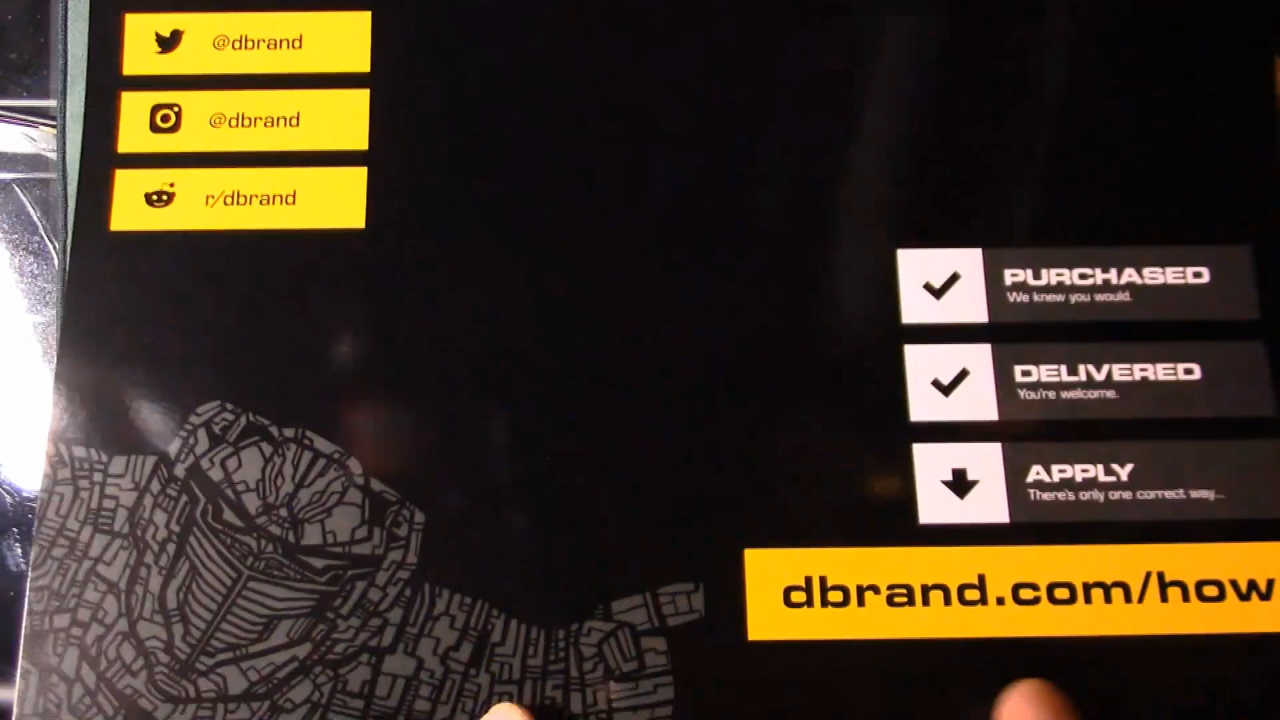 @dbrand
@dbrand
r/dbrand
PURCHASED
We knew you would.
DELIVERED
You're welcome.
APPLY
There's only one correct way...
dbrand.com/how